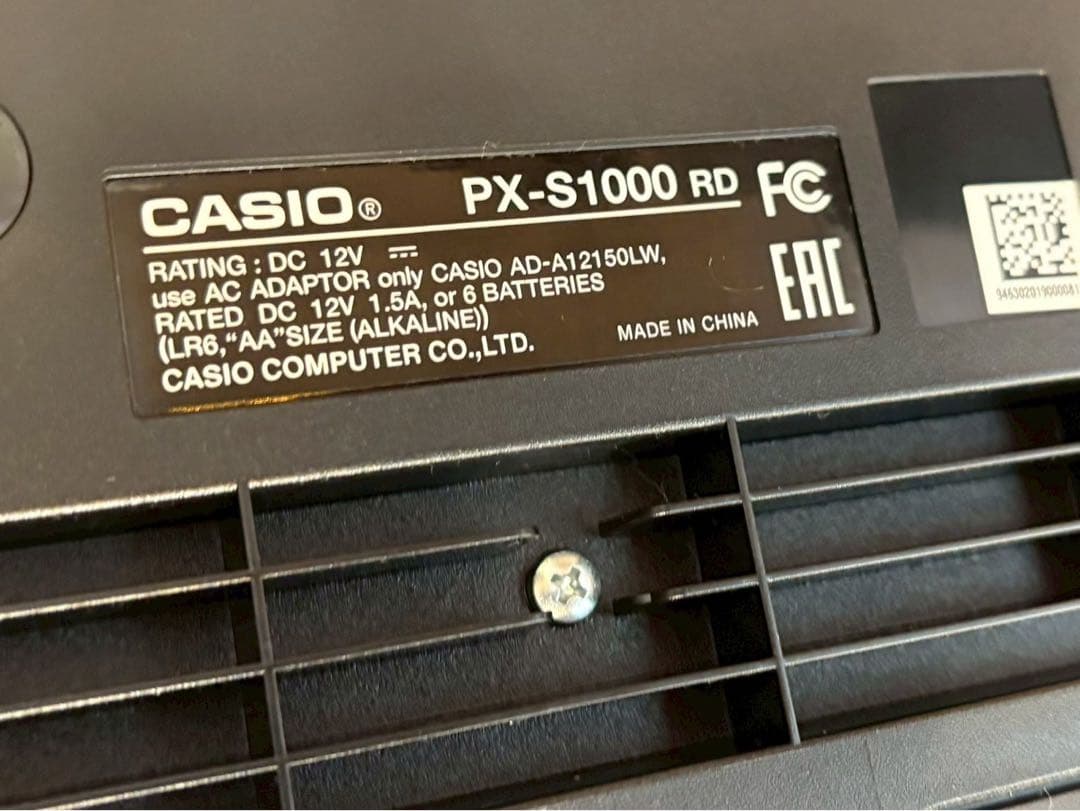 CASIO® PX-S1000 RD FC
RATING : DC 12V ⎓
use AC ADAPTOR only CASIO AD-A12150LW,
RATED DC 12V 1.5A, or 6 BATTERIES
(LR6,“AA”SIZE (ALKALINE))
CASIO COMPUTER CO.,LTD.
MADE IN CHINA
EAC